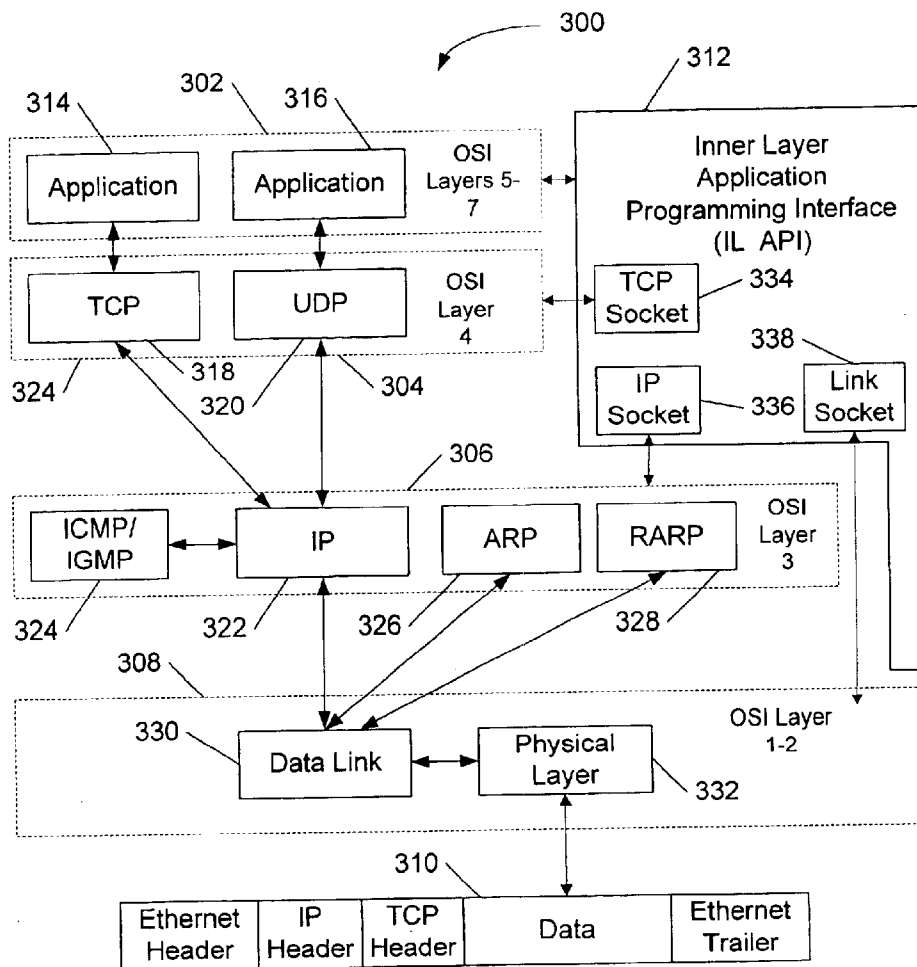 300
312
302
314
316
Application
Application
OSI
Layers 5-
7
Inner Layer
Application
Programming Interface
(IL API)
TCP
UDP
OSI
Layer
4
TCP
Socket
334
338
324
318
320
304
IP
Socket
336
Link
Socket
306
ICMP/
IGMP
IP
ARP
RARP
OSI
Layer
3
324
322
326
328
308
330
Data Link
Physical
Layer
332
OSI Layer
1-2
310
Ethernet
Header
IP
Header
TCP
Header
Data
Ethernet
Trailer